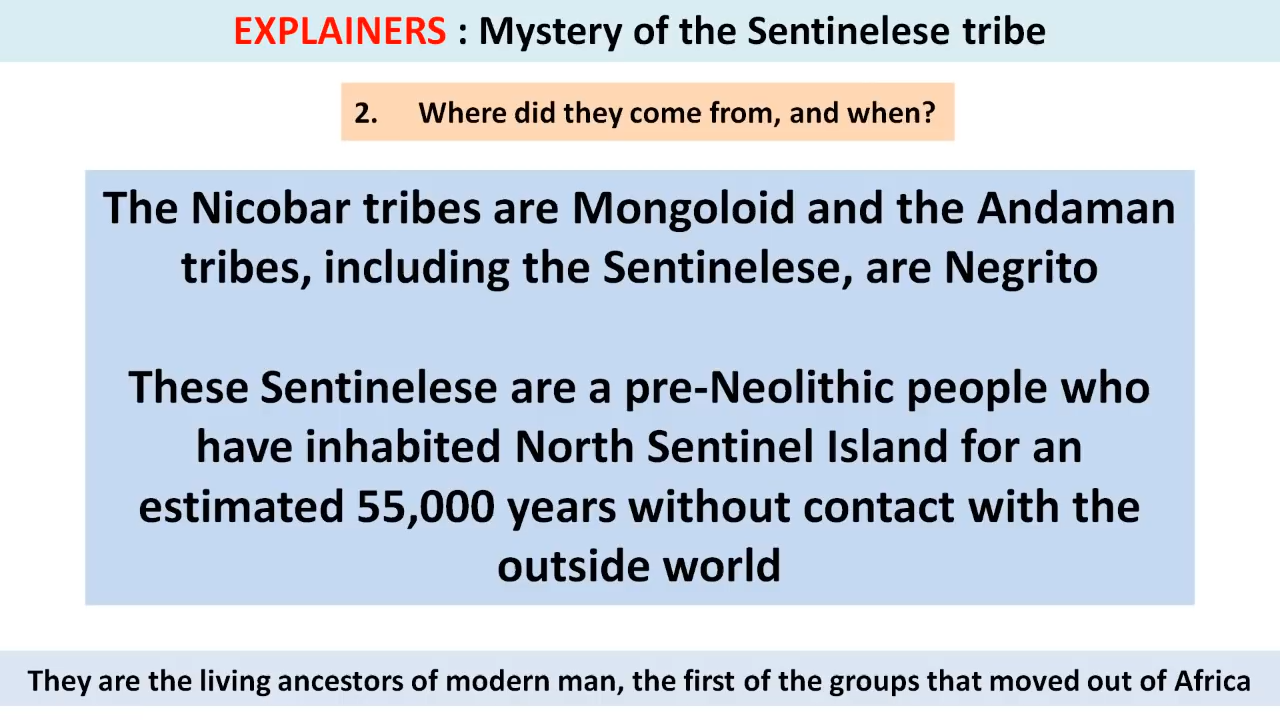 EXPLAINERS : Mystery of the Sentinelese tribe
2. Where did they come from, and when?
The Nicobar tribes are Mongoloid and the Andaman
tribes, including the Sentinelese, are Negrito
These Sentinelese are a pre-Neolithic people who
have inhabited North Sentinel Island for an
estimated 55,000 years without contact with the
outside world
They are the living ancestors of modern man, the first of the groups that moved out of Africa